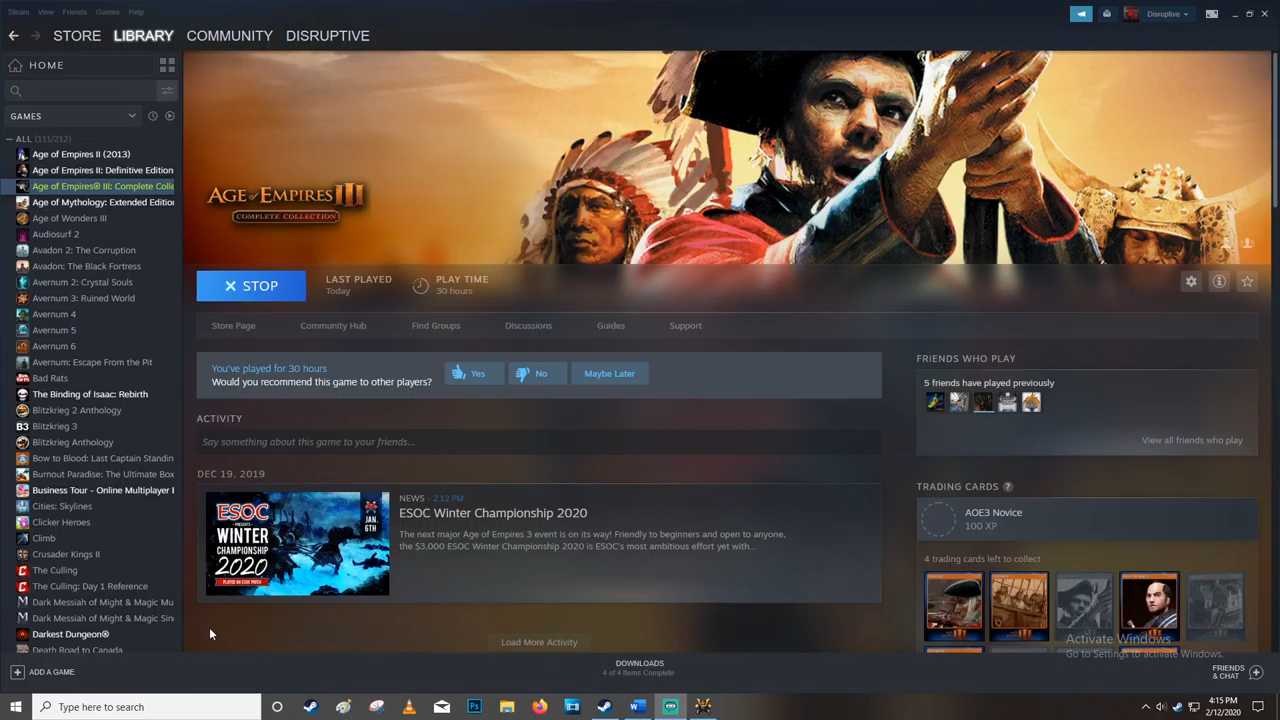 Steam View Friends Games Help
Disruptive
STORE LIBRARY COMMUNITY DISRUPTIVE
HOME
GAMES
ALL (111/212)
Age of Empires II (2013)
Age of Empires II: Definitive Edition
Age of Empires® III: Complete Colle
Age of Mythology: Extended Edition
Age of Wonders III
Audiosurf 2
Avadon 2: The Corruption
Avadon: The Black Fortress
Avernum 2: Crystal Souls
Avernum 3: Ruined World
Avernum 4
Avernum 5
Avernum 6
Avernum: Escape From the Pit
Bad Rats
The Binding of Isaac: Rebirth
Blitzkrieg 2 Anthology
Blitzkrieg 3
Blitzkrieg Anthology
Bow to Blood: Last Captain Standin
Burnout Paradise: The Ultimate Box
Business Tour - Online Multiplayer
Cities: Skylines
Clicker Heroes
Climb
Crusader Kings II
The Culling
The Culling: Day 1 Reference
Dark Messiah of Might & Magic Mu
Dark Messiah of Might & Magic Sin
Darkest Dungeon®
Death Road to Canada
ADD A GAME
AGE OF EMPIRES III
COMPLETE COLLECTION
STOP
LAST PLAYED
Today
PLAY TIME
30 hours
Store Page Community Hub Find Groups Discussions Guides Support
You've played for 30 hours
Would you recommend this game to other players?
Yes No Maybe Later
ACTIVITY
Say something about this game to your friends...
DEC 19, 2019
ESOC
PRESENTS
WINTER
CHAMPIONSHIP
2020
PLAYED ON ESOC PATCH
JAN.
6TH
NEWS - 2:12 PM
ESOC Winter Championship 2020
The next major Age of Empires 3 event is on its way! Friendly to beginners and open to anyone,
the $3,000 ESOC Winter Championship 2020 is ESOC's most ambitious effort yet with...
Load More Activity
FRIENDS WHO PLAY
5 friends have played previously
View all friends who play
TRADING CARDS ?
AOE3 Novice
100 XP
4 trading cards left to collect
Activate Windows
Go to Settings to activate Windows.
DOWNLOADS
4 of 4 Items Complete
FRIENDS
& CHAT
Type here to search
4:15 PM
2/12/2020